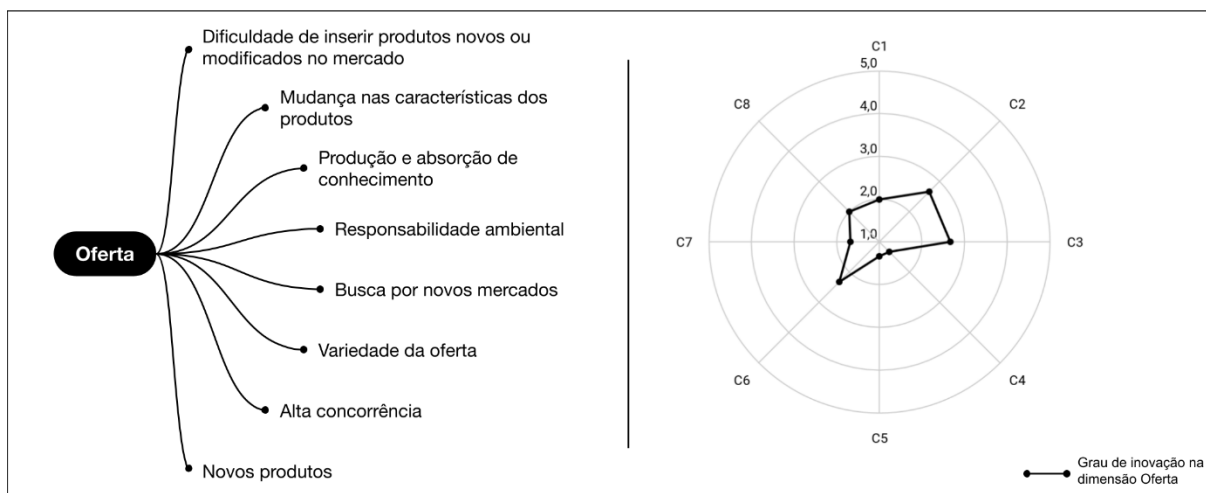 Dificuldade de inserir produtos novos ou
modificados no mercado
Mudança nas características dos
produtos
Produção e absorção de
conhecimento
Responsabilidade ambiental
Oferta
Busca por novos mercados
Variedade da oferta
Alta concorrência
Novos produtos
C1
5,0
C8
4,0
C2
3,0
2,0
C7
1,0
C3
C6
C4
C5
Grau de inovação na
dimensão Oferta